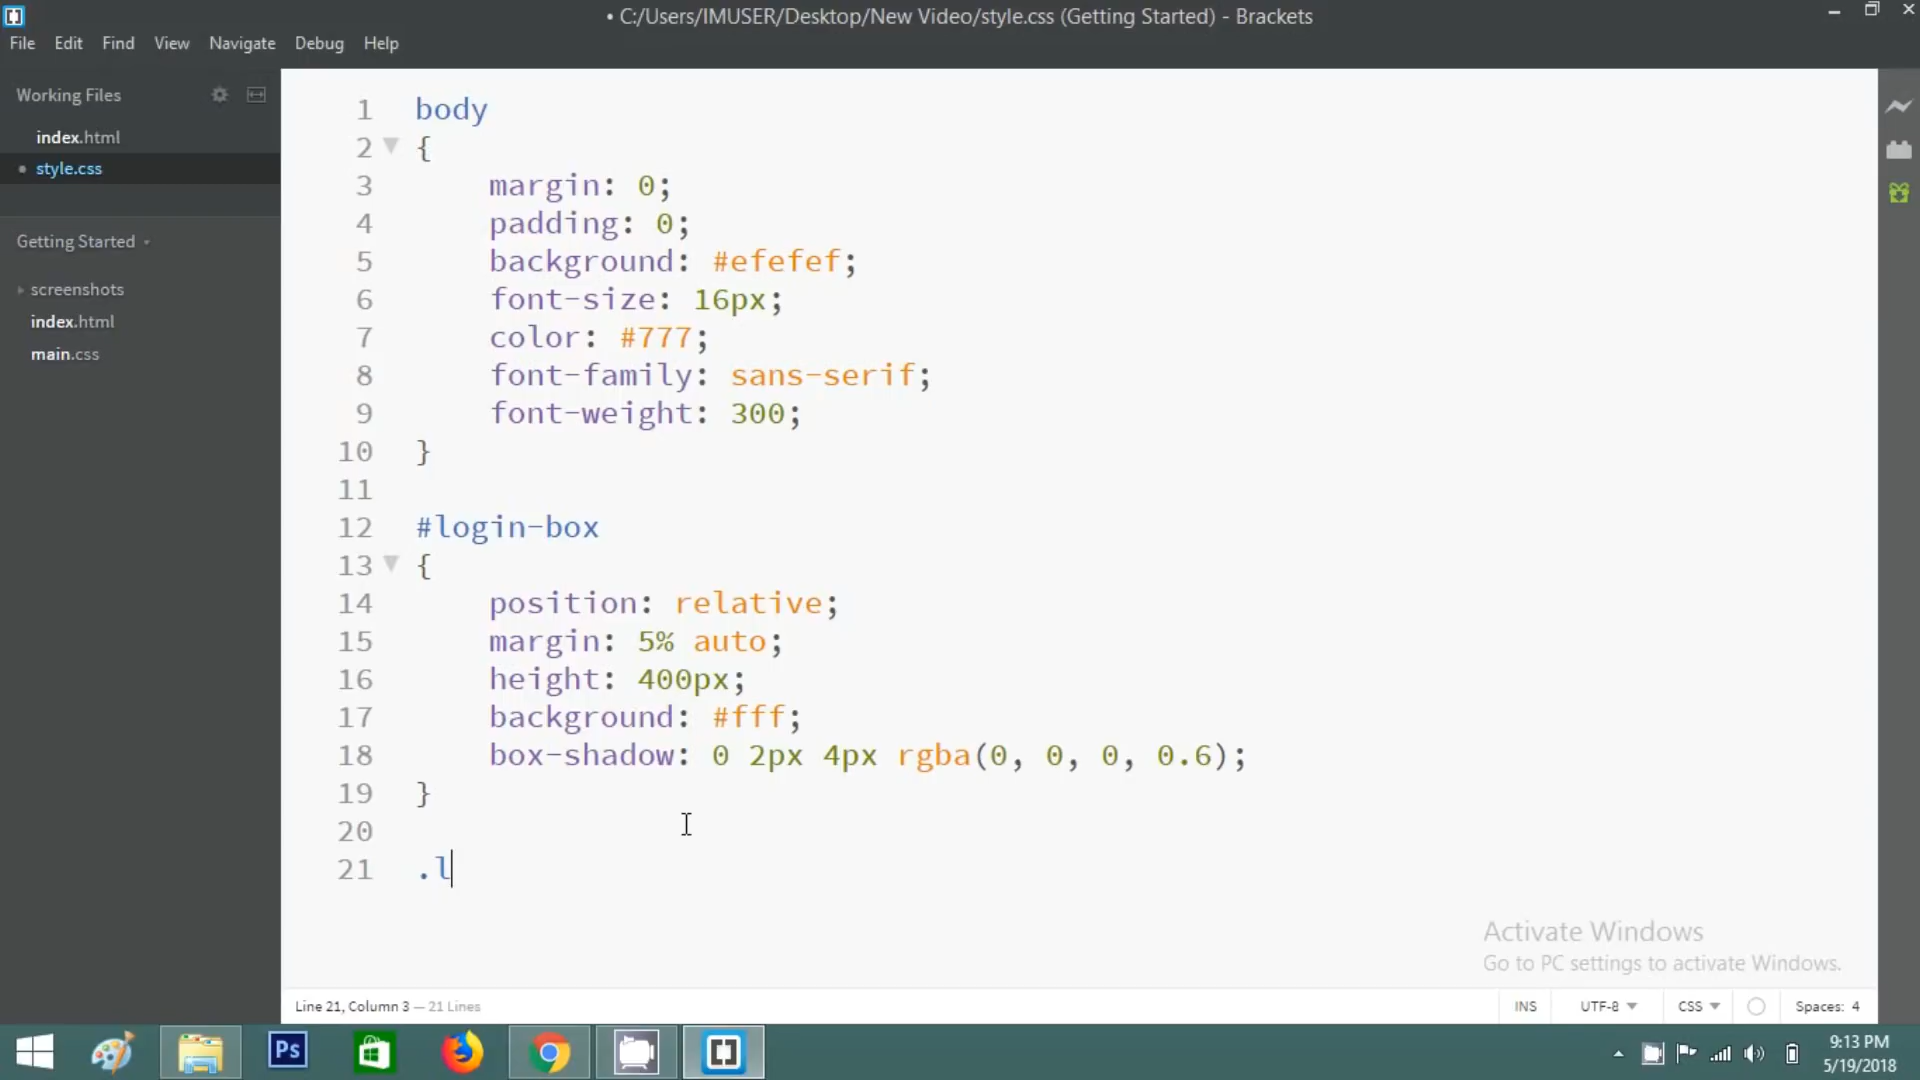 • C:/Users/IMUSER/Desktop/New Video/style.css (Getting Started) - Brackets
File Edit Find View Navigate Debug Help
Working Files
index.html
• style.css
Getting Started
screenshots
index.html
main.css
1 body
2 {
3 margin: 0;
4 padding: 0;
5 background: #efefef;
6 font-size: 16px;
7 color: #777;
8 font-family: sans-serif;
9 font-weight: 300;
10 }
11
12 #login-box
13 {
14 position: relative;
15 margin: 5% auto;
16 height: 400px;
17 background: #fff;
18 box-shadow: 0 2px 4px rgba(0, 0, 0, 0.6);
19 }
20
21 .l
Activate Windows
Go to PC settings to activate Windows.
Line 21, Column 3 — 21 Lines
INS UTF-8 CSS Spaces: 4
Ps
9:13 PM
5/19/2018